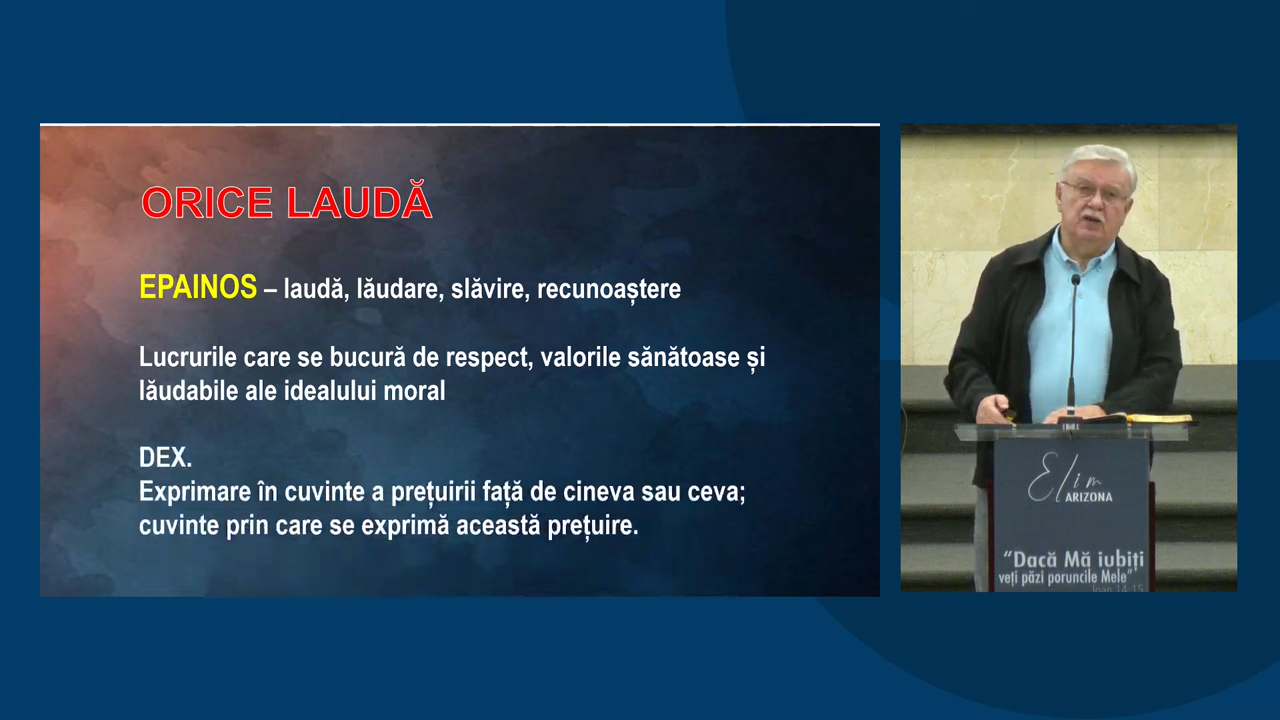 ORICE LAUDĂ
EPAINOS – laudă, lăudare, slăvire, recunoaștere
Lucrurile care se bucură de respect, valorile sănătoase și
lăudabile ale idealului moral
DEX.
Exprimare în cuvinte a prețuirii față de cineva sau ceva;
cuvinte prin care se exprimă această prețuire.
Elim
ARIZONA
“Dacă Mă iubiți
veți păzi poruncile Mele”
Ioan 14:15